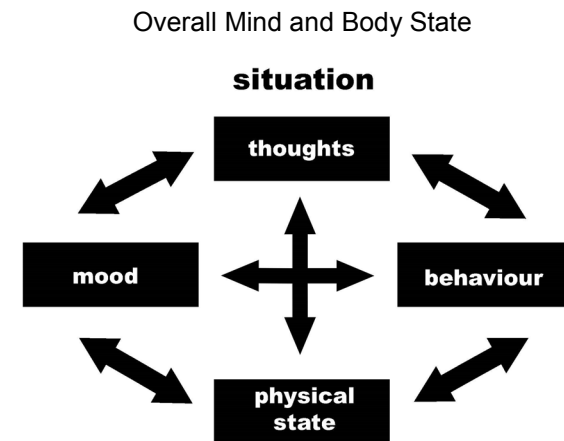 Overall Mind and Body State
situation
thoughts
mood
behaviour
physical
state